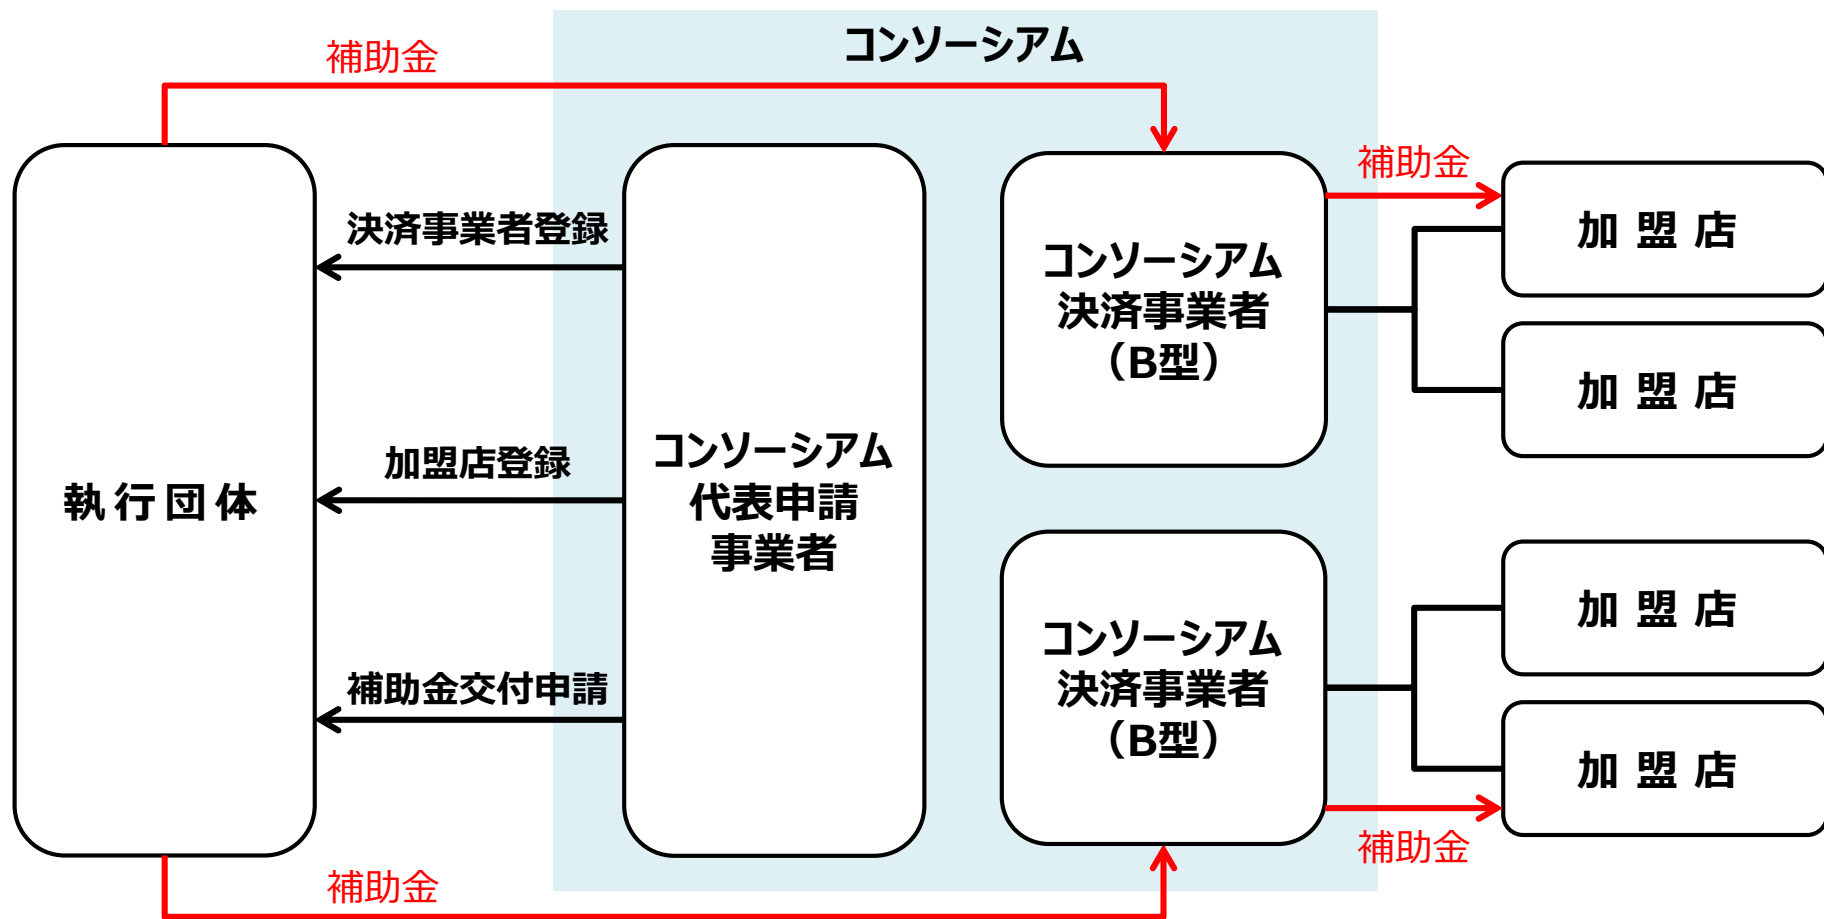 コンソーシアム
補助金
補助金
決済事業者登録
加盟店
コンソーシアム
決済事業者
（B型）
加盟店
加盟店登録
執行団体
コンソーシアム
代表申請
事業者
加盟店
コンソーシアム
決済事業者
（B型）
補助金交付申請
加盟店
補助金
補助金